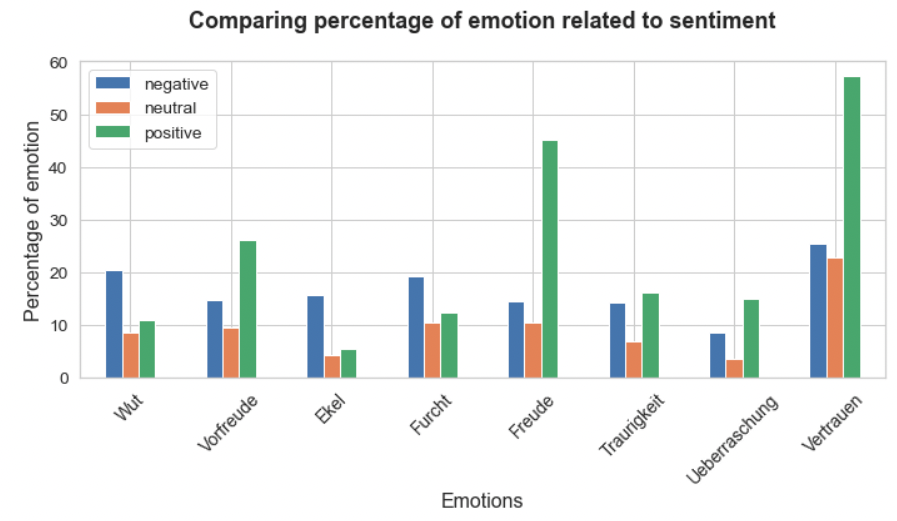 Comparing percentage of emotion related to sentiment
Percentage of emotion
60
50
40
30
20
10
0
negative
neutral
positive
Wut
Vorfreude
Ekel
Furcht
Freude
Traurigkeit
Ueberraschung
Vertrauen
Emotions